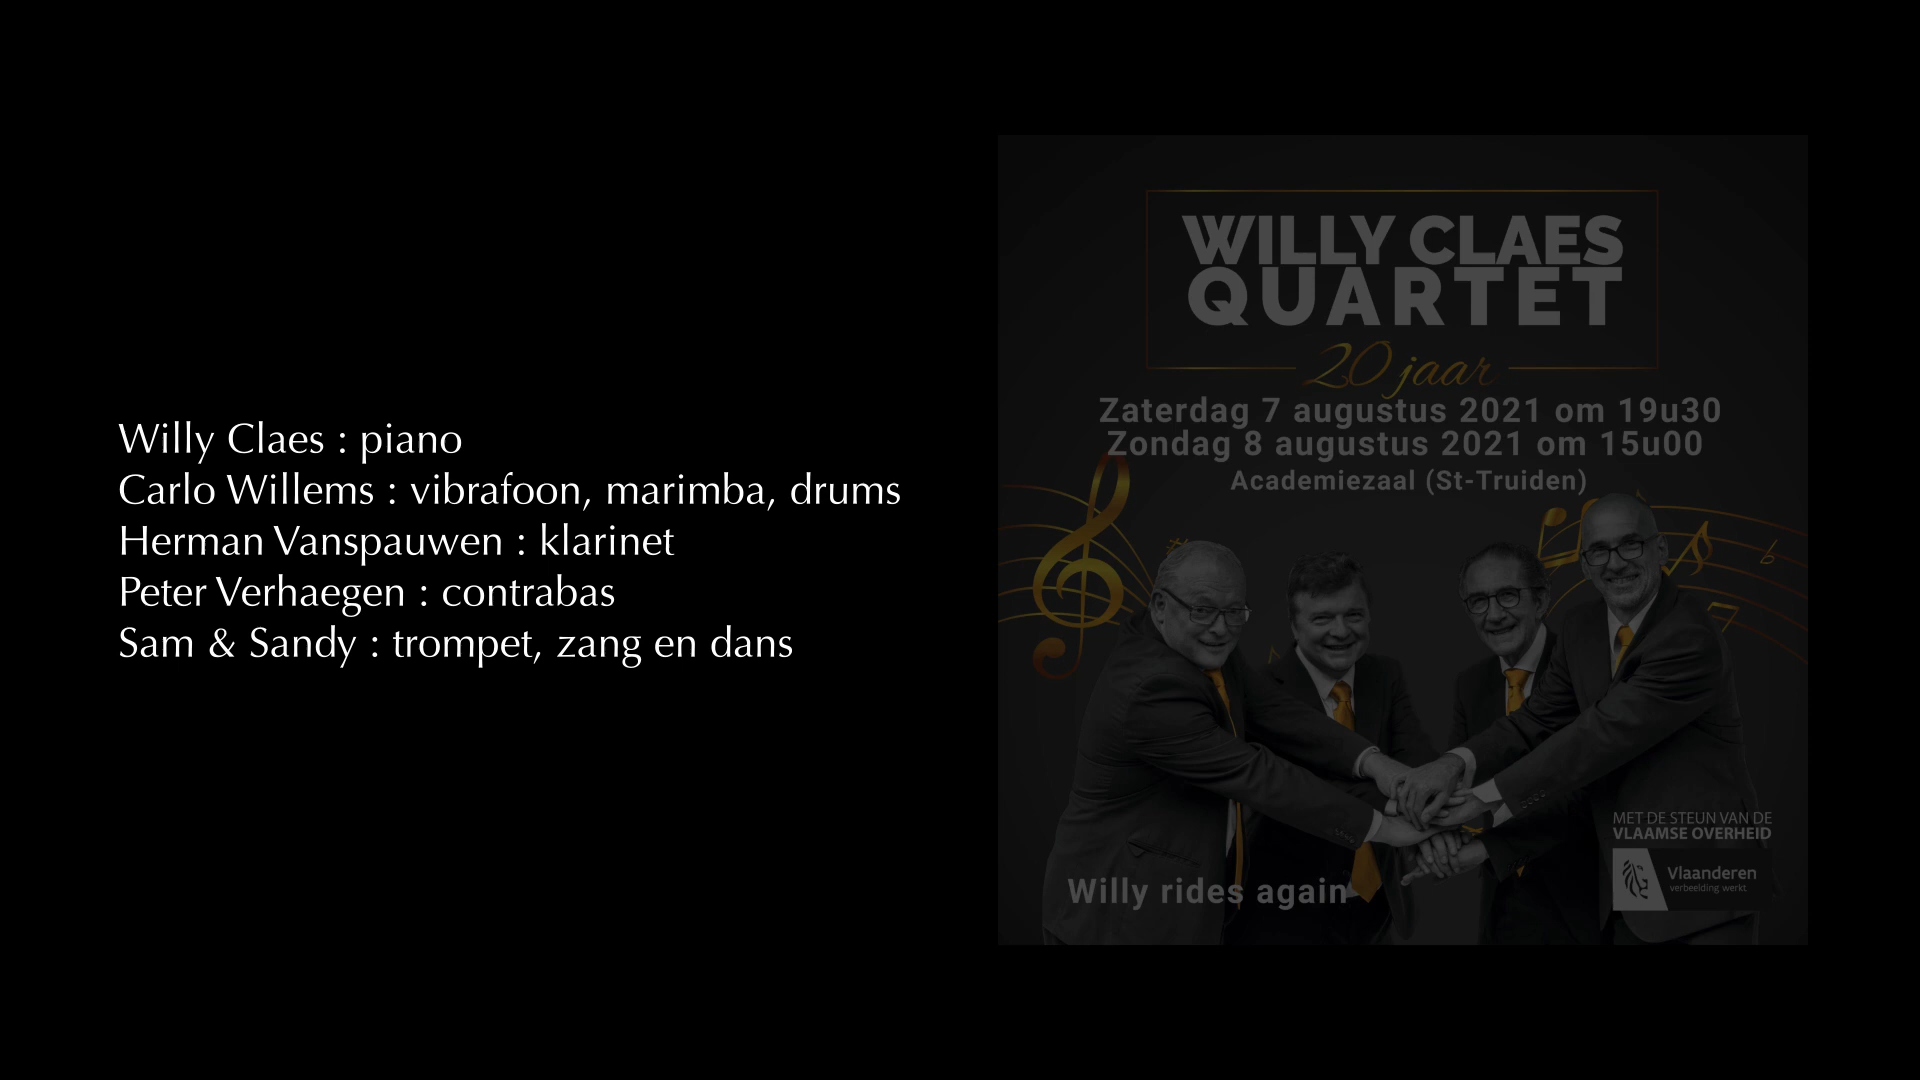 Willy Claes : piano
Carlo Willems : vibrafoon, marimba, drums
Herman Vanspauwen : klarinet
Peter Verhaegen : contrabas
Sam & Sandy : trompet, zang en dans
WILLY CLAES
QUARTET
20 jaar
Zaterdag 7 augustus 2021 om 19u30
Zondag 8 augustus 2021 om 15u00
Academiezaal (St-Truiden)
MET DE STEUN VAN DE
VLAAMSE OVERHEID
Vlaanderen
verbeelding werkt
Willy rides again